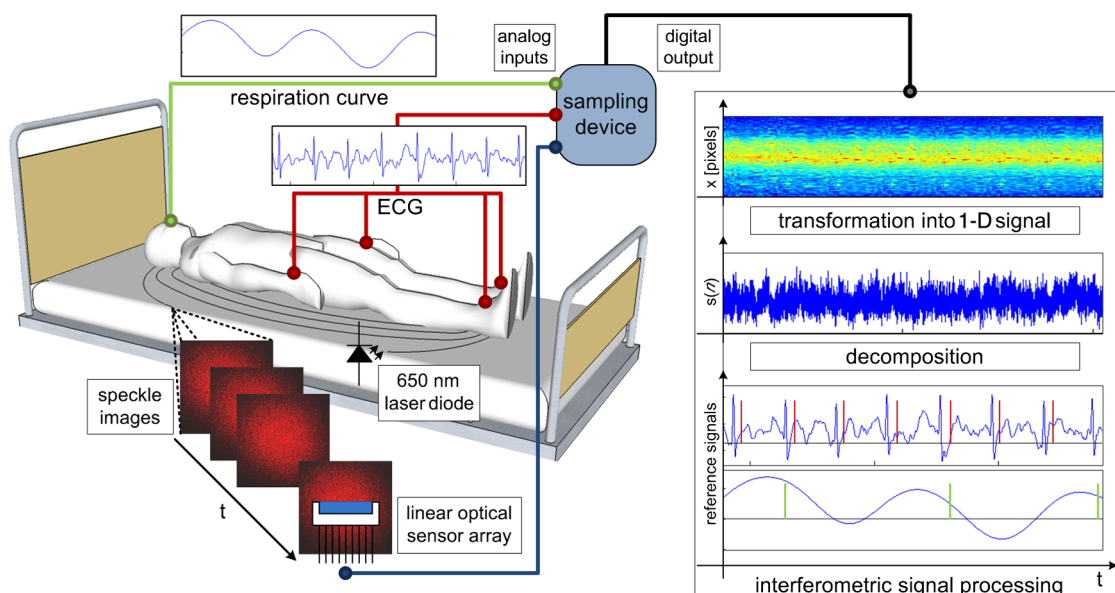 analog
inputs
digital
output
respiration curve
sampling
device
ECG
x [pixels]
transformation into 1-D signal
s(t)
decomposition
650 nm
laser diode
speckle
images
reference signals
t
linear optical
sensor array
t
interferometric signal processing